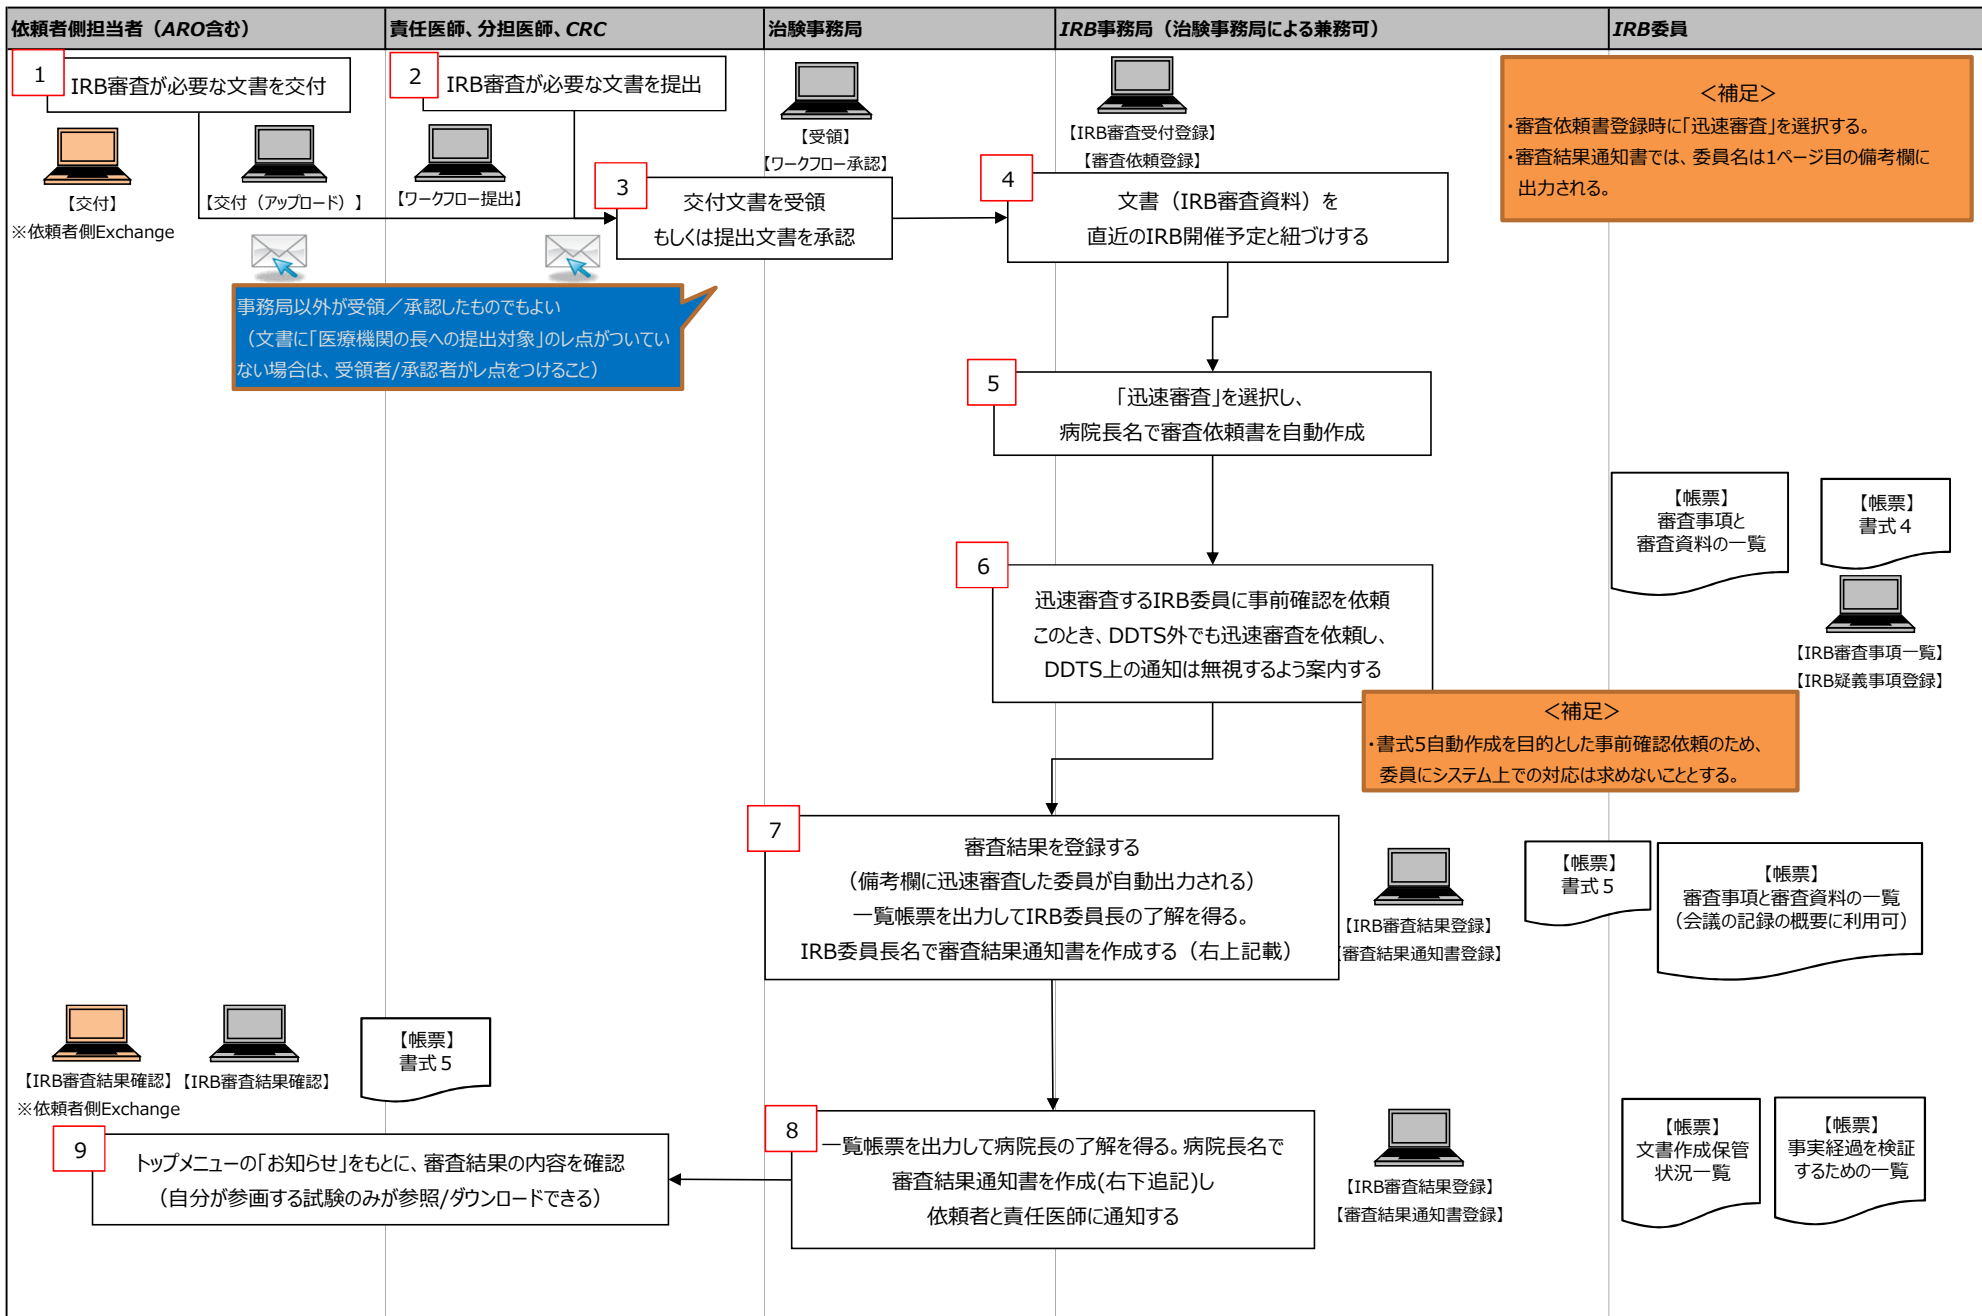 依頼者側担当者（ARO含む）
責任医師、分担医師、CRC
治験事務局
IRB事務局（治験事務局による兼務可）
IRB委員
1
IRB審査が必要な文書を交付
2
IRB審査が必要な文書を提出
【交付】
※依頼者側Exchange
【交付（アップロード）】
【ワークフロー提出】
【受領】
【ワークフロー承認】
【IRB審査受付登録】
【審査依頼登録】
＜補足＞
・審査依頼書登録時に「迅速審査」を選択する。
・審査結果通知書では、委員名は1ページ目の備考欄に
出力される。
3
交付文書を受領
もしくは提出文書を承認
4
文書（IRB審査資料）を
直近のIRB開催予定と紐づけする
事務局以外が受領／承認したものでもよい
（文書に「医療機関の長への提出対象」のレ点がついてい
ない場合は、受領者/承認者がレ点をつけること）
5
「迅速審査」を選択し、
病院長名で審査依頼書を自動作成
【帳票】
審査事項と
審査資料の一覧
【帳票】
書式４
6
迅速審査するIRB委員に事前確認を依頼
このとき、DDTS外でも迅速審査を依頼し、
DDTS上の通知は無視するよう案内する
【IRB審査事項一覧】
【IRB疑義事項登録】
＜補足＞
・書式5自動作成を目的とした事前確認依頼のため、
委員にシステム上での対応は求めないこととする。
7
審査結果を登録する
（備考欄に迅速審査した委員が自動出力される）
一覧帳票を出力してIRB委員長の了解を得る。
IRB委員長名で審査結果通知書を作成する（右上記載）
【IRB審査結果登録】
【審査結果通知書登録】
【帳票】
書式５
【帳票】
審査事項と審査資料の一覧
（会議の記録の概要に利用可）
【IRB審査結果確認】
※依頼者側Exchange
【IRB審査結果確認】
【帳票】
書式５
8
一覧帳票を出力して病院長の了解を得る。病院長名で
審査結果通知書を作成(右下追記)し
依頼者と責任医師に通知する
【IRB審査結果登録】
【審査結果通知書登録】
【帳票】
文書作成保管
状況一覧
【帳票】
事実経過を検証
するための一覧
9
トップメニューの「お知らせ」をもとに、審査結果の内容を確認
（自分が参画する試験のみが参照/ダウンロードできる）